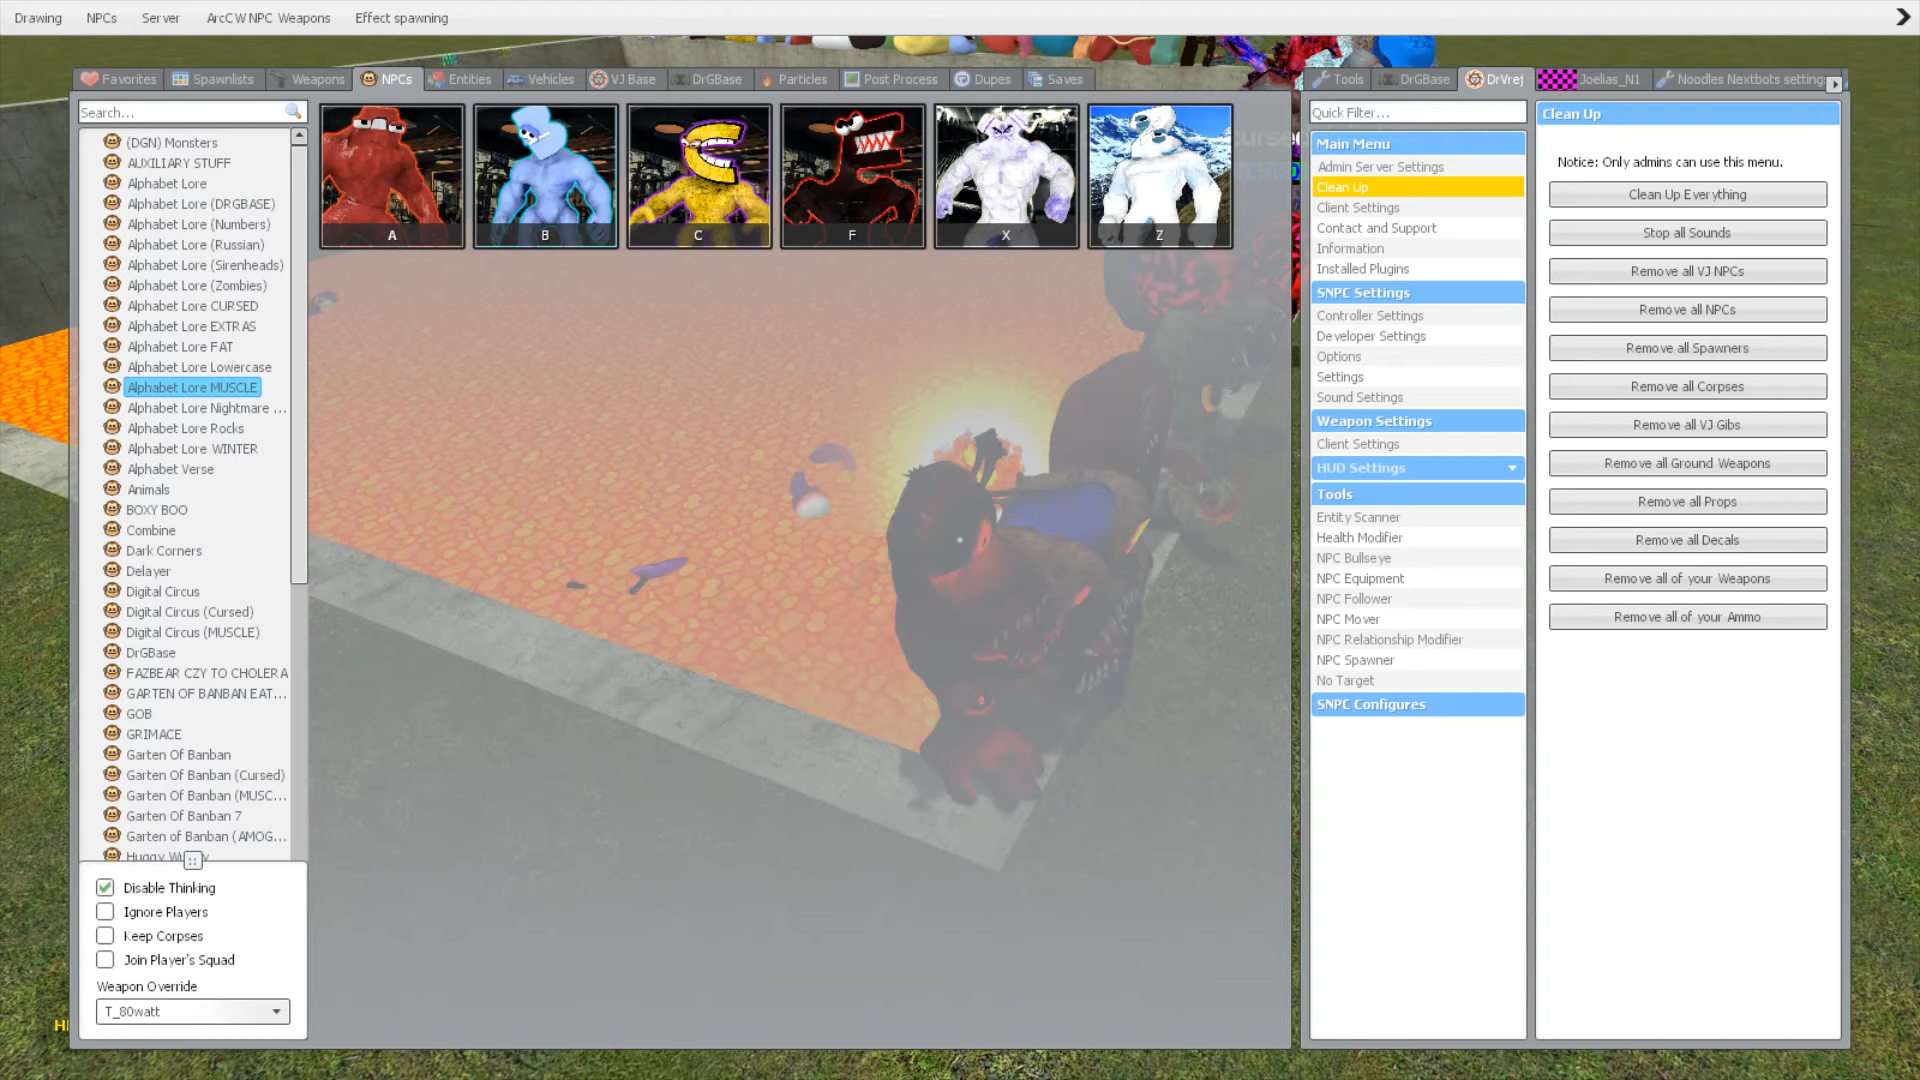 Drawing NPCs Server ArcCW NPC Weapons Effect spawning
Favorites Spawnlists Weapons NPCs Entities Vehicles VJ Base DrGBase Particles Post Process Dupes Saves
Search...
(DGN) Monsters
AUXILIARY STUFF
Alphabet Lore
Alphabet Lore (DRGBASE)
Alphabet Lore (Numbers)
Alphabet Lore (Russian)
Alphabet Lore (Sirenheads)
Alphabet Lore (Zombies)
Alphabet Lore CURSED
Alphabet Lore EXTRAS
Alphabet Lore FAT
Alphabet Lore Lowercase
Alphabet Lore MUSCLE
Alphabet Lore Nightmare ...
Alphabet Lore Rocks
Alphabet Lore WINTER
Alphabet Verse
Animals
BOXY BOO
Combine
Dark Corners
Delayer
Digital Circus
Digital Circus (Cursed)
Digital Circus (MUSCLE)
DrGBase
FAZBEAR CZY TO CHOLERA
GARTEN OF BANBAN EAT...
GOB
GRIMACE
Garten Of Banban
Garten Of Banban (Cursed)
Garten Of Banban (MUSC...
Garten Of Banban 7
Garten of Banban (AMOG...
Disable Thinking
Ignore Players
Keep Corpses
Join Player's Squad
Weapon Override
T_80watt
A B C F X Z
Tools DrGBase DrVrej Joelias_N1 Noodles Nextbots setting
Quick Filter...
Main Menu
Admin Server Settings
Clean Up
Client Settings
Contact and Support
Information
Installed Plugins
SNPC Settings
Controller Settings
Developer Settings
Options
Settings
Sound Settings
Weapon Settings
Client Settings
HUD Settings
Tools
Entity Scanner
Health Modifier
NPC Bullseye
NPC Equipment
NPC Follower
NPC Mover
NPC Relationship Modifier
NPC Spawner
No Target
SNPC Configures
Clean Up
Notice: Only admins can use this menu.
Clean Up Everything
Stop all Sounds
Remove all VJ NPCs
Remove all NPCs
Remove all Spawners
Remove all Corpses
Remove all VJ Gibs
Remove all Ground Weapons
Remove all Props
Remove all Decals
Remove all of your Weapons
Remove all of your Ammo